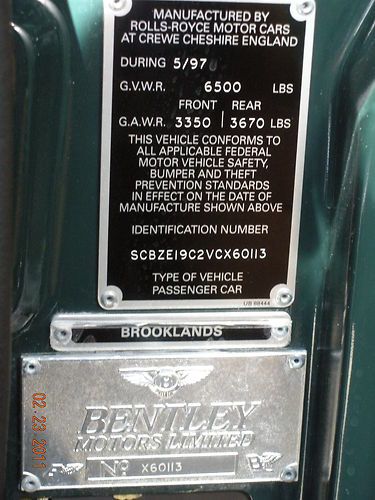 MANUFACTURED BY
ROLLS-ROYCE MOTOR CARS
AT CREWE CHESHIRE ENGLAND
DURING 5/97
G.V.W.R. 6500 LBS
FRONT REAR
G.A.W.R. 3350 3670 LBS
THIS VEHICLE CONFORMS TO
ALL APPLICABLE FEDERAL
MOTOR VEHICLE SAFETY,
BUMPER AND THEFT
PREVENTION STANDARDS
IN EFFECT ON THE DATE OF
MANUFACTURE SHOWN ABOVE
IDENTIFICATION NUMBER
SCBZE19C2VCX60113
TYPE OF VEHICLE
PASSENGER CAR
BROOKLANDS
B
BENTLEY
MOTORS LIMITED
Nº X60113
02 23 2011